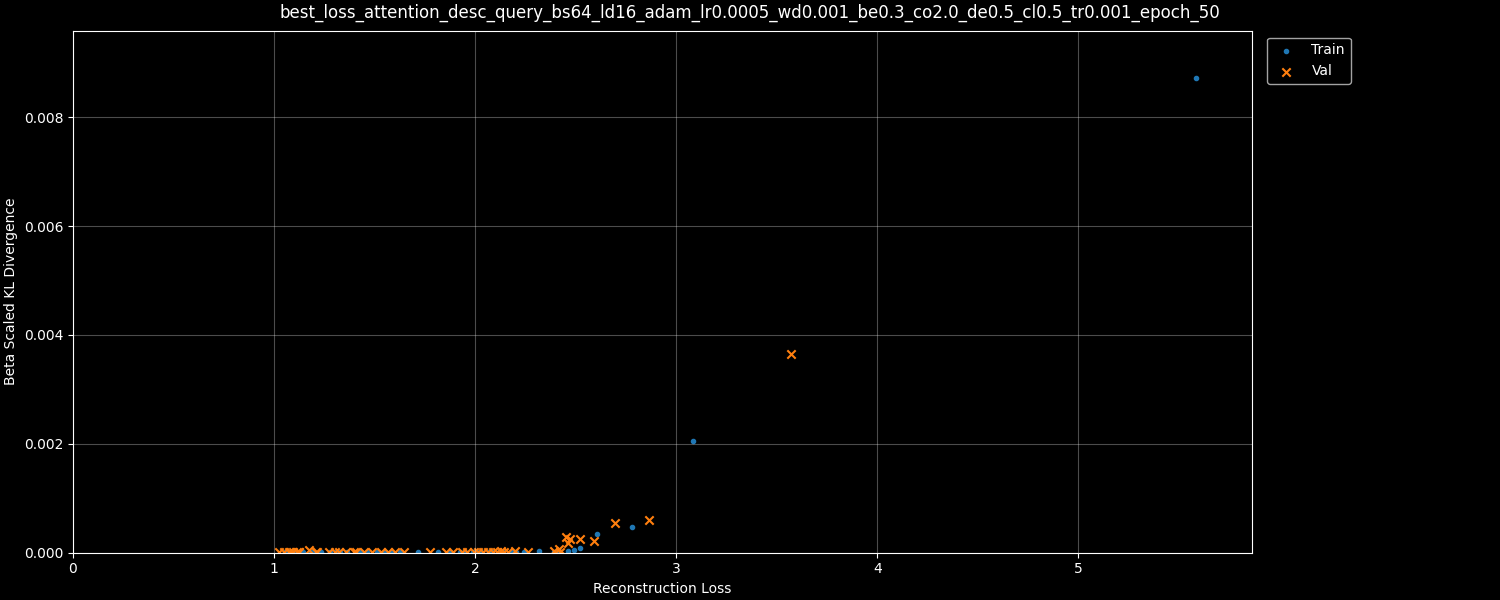 best_loss_attention_desc_query_bs64_ld16_adam_lr0.0005_wd0.001_be0.3_co2.0_de0.5_cl0.5_tr0.001_epoch_50
Train
Val
Beta Scaled KL Divergence
0.008
0.006
0.004
0.002
0.000
0 1 2 3 4 5
Reconstruction Loss